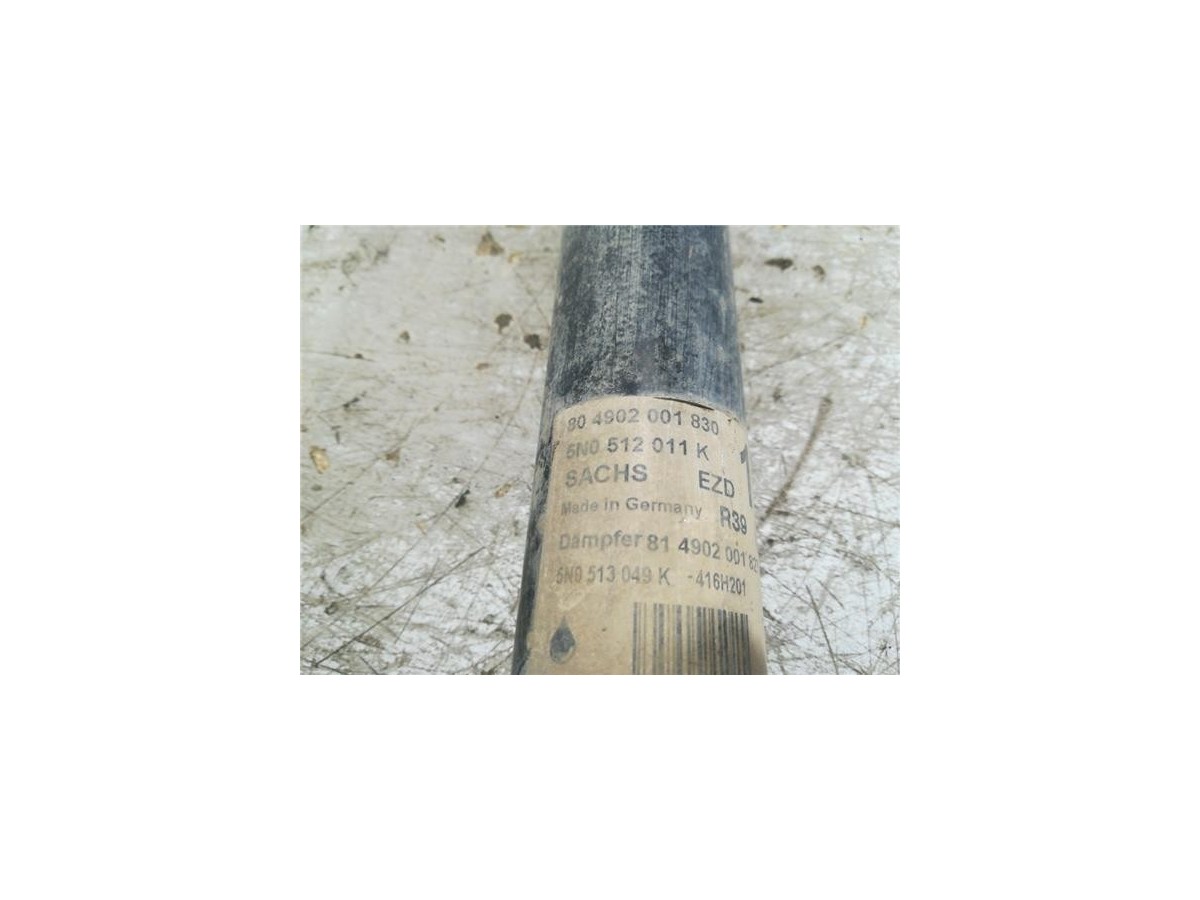 80 4902 001 830
5N0 512 011 K
SACHS EZD
Made in Germany R39
Dämpfer 81 4902 001
5N0 513 049 K -416H201